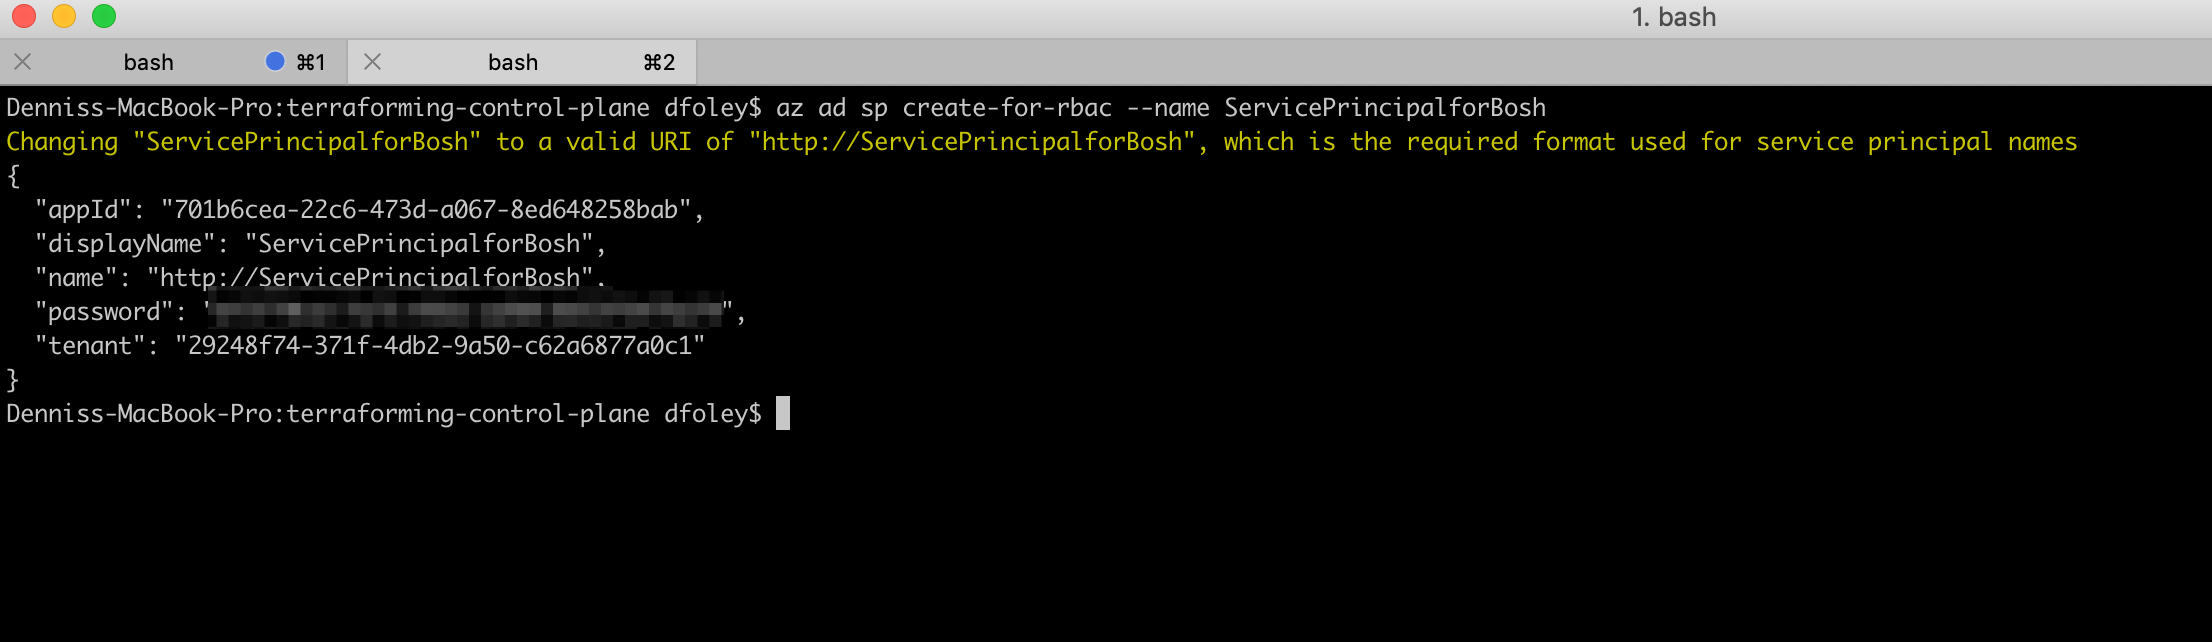 1. bash
bash ⌘1 bash ⌘2
Denniss-MacBook-Pro:terraforming-control-plane dfoley$ az ad sp create-for-rbac --name ServicePrincipalforBosh
Changing "ServicePrincipalforBosh" to a valid URI of "http://ServicePrincipalforBosh", which is the required format used for service principal names
{
"appId": "701b6cea-22c6-473d-a067-8ed648258bab",
"displayName": "ServicePrincipalforBosh",
"name": "http://ServicePrincipalforBosh",
"password": "",
"tenant": "29248f74-371f-4db2-9a50-c62a6877a0c1"
}
Denniss-MacBook-Pro:terraforming-control-plane dfoley$